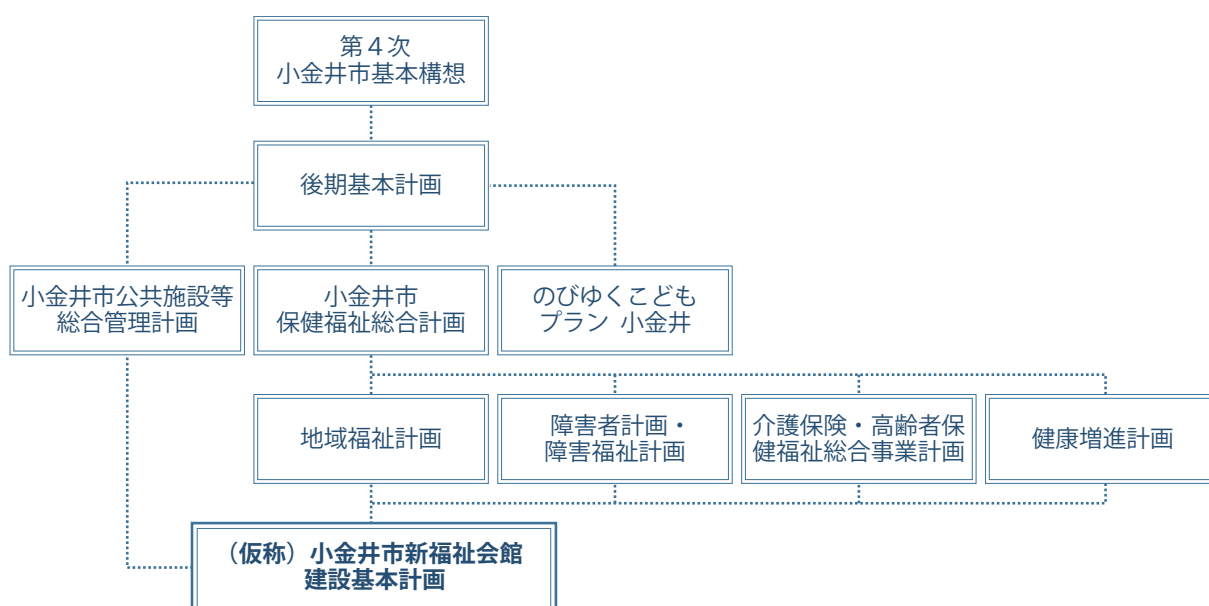 第４次
小金井市基本構想
後期基本計画
小金井市公共施設等
総合管理計画
小金井市
保健福祉総合計画
のびゆくこども
プラン 小金井
地域福祉計画
障害者計画・
障害福祉計画
介護保険・高齢者保
健福祉総合事業計画
健康増進計画
（仮称）小金井市新福祉会館
建設基本計画